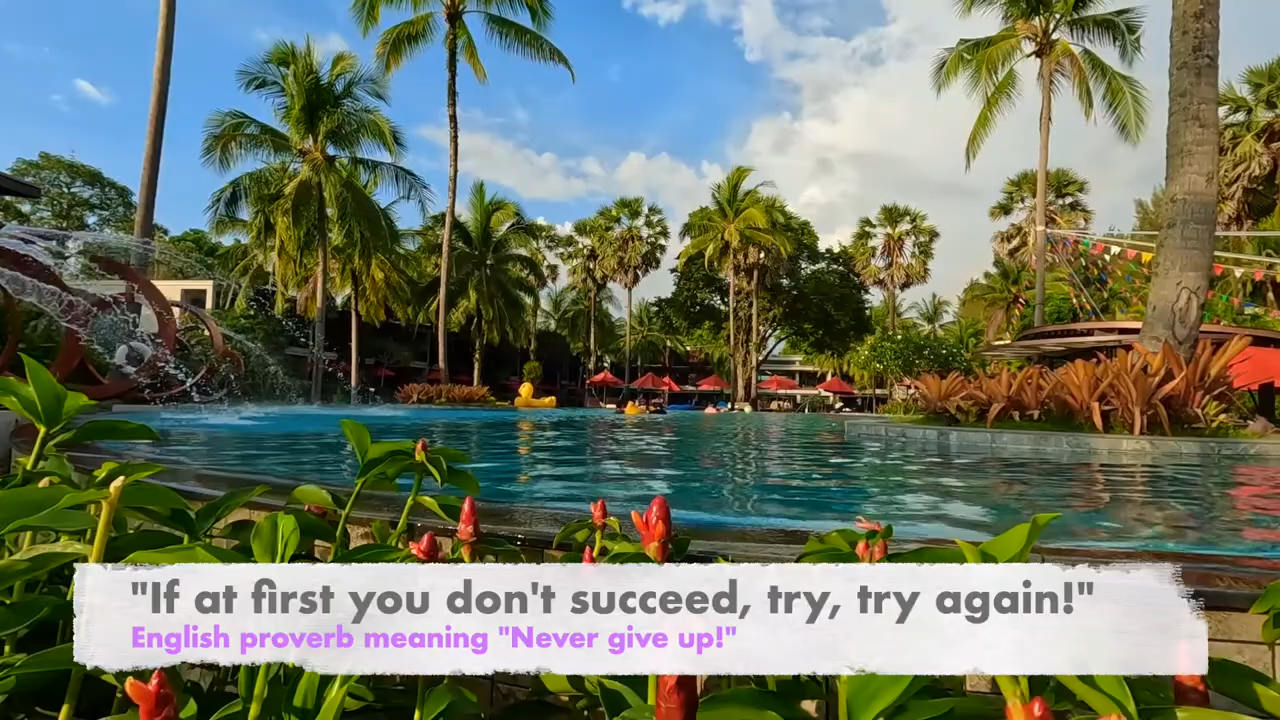 "If at first you don't succeed, try, try again!"
English proverb meaning "Never give up!"